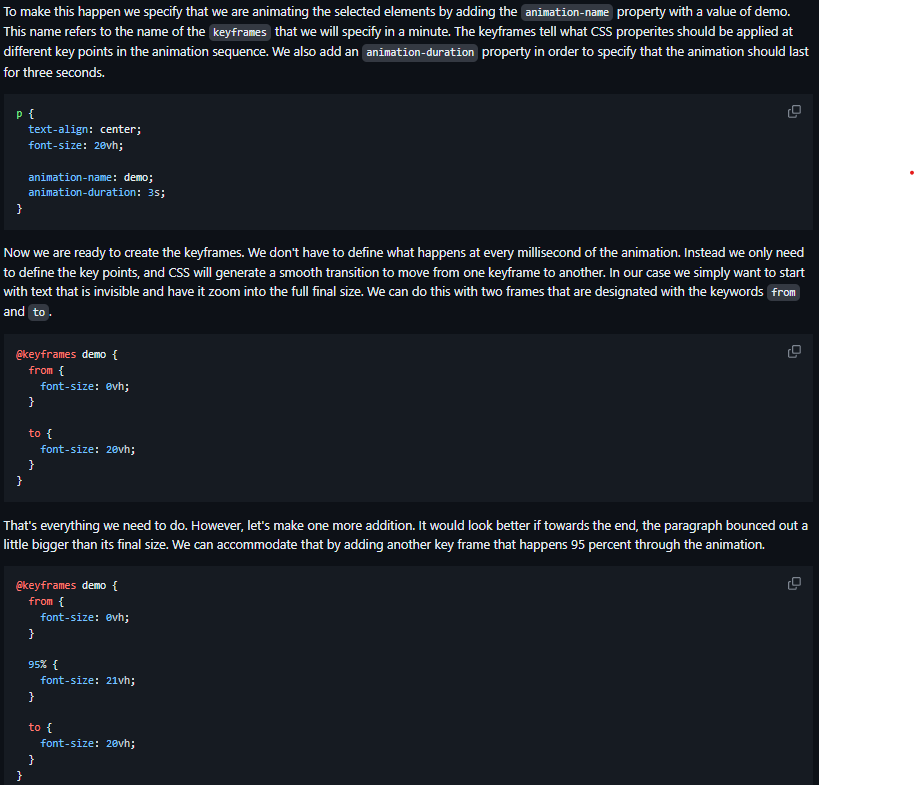 To make this happen we specify that we are animating the selected elements by adding the animation-name property with a value of demo.
This name refers to the name of the keyframes that we will specify in a minute. The keyframes tell what CSS properites should be applied at
different key points in the animation sequence. We also add an animation-duration property in order to specify that the animation should last
for three seconds.
p {
  text-align: center;
  font-size: 20vh;

  animation-name: demo;
  animation-duration: 3s;
}
Now we are ready to create the keyframes. We don't have to define what happens at every millisecond of the animation. Instead we only need
to define the key points, and CSS will generate a smooth transition to move from one keyframe to another. In our case we simply want to start
with text that is invisible and have it zoom into the full final size. We can do this with two frames that are designated with the keywords from
and to.
@keyframes demo {
  from {
    font-size: 0vh;
  }

  to {
    font-size: 20vh;
  }
}
That's everything we need to do. However, let's make one more addition. It would look better if towards the end, the paragraph bounced out a
little bigger than its final size. We can accommodate that by adding another key frame that happens 95 percent through the animation.
@keyframes demo {
  from {
    font-size: 0vh;
  }

  95% {
    font-size: 21vh;
  }

  to {
    font-size: 20vh;
  }
}